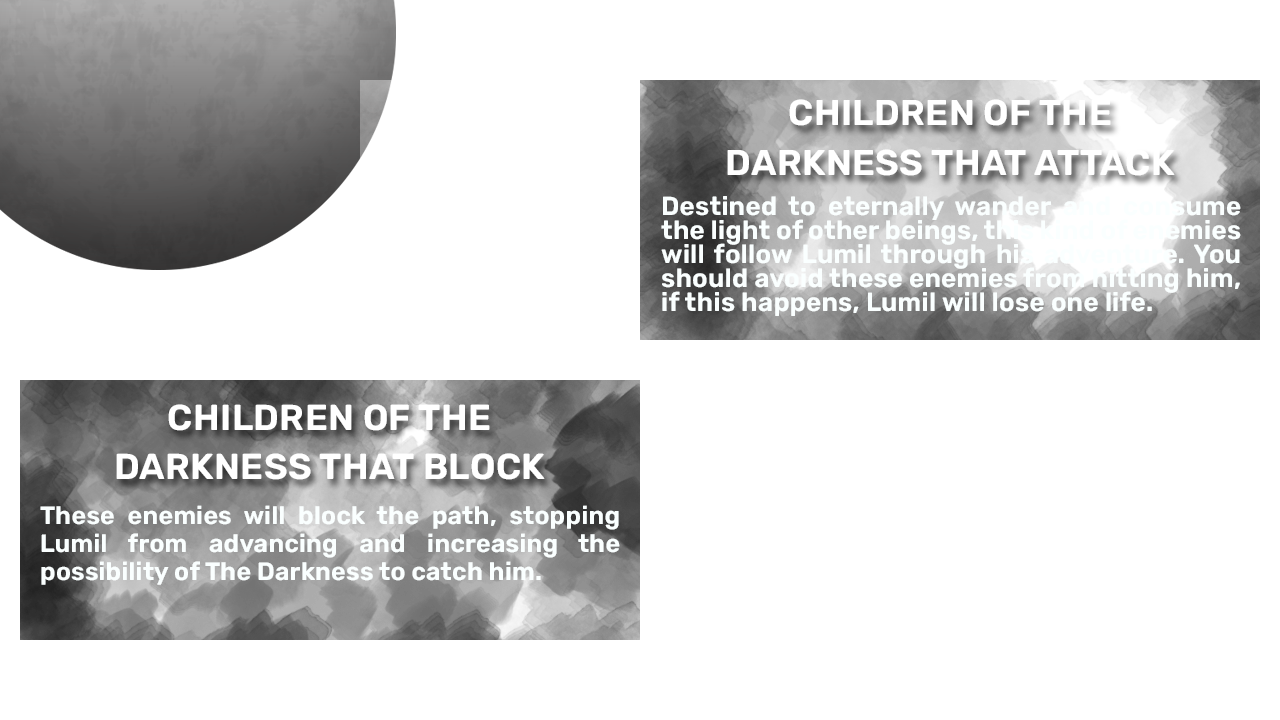 CHILDREN OF THE
DARKNESS THAT ATTACK
Destined to eternally wander and consume
the light of other beings, this enemies
will follow Lumil through his. You
should avoid these enemies from hitting him,
if this happens, Lumil will lose one life.
CHILDREN OF THE
DARKNESS THAT BLOCK
These enemies will block the path, stopping
Lumil from advancing and increasing the
possibility of The Darkness to catch him.